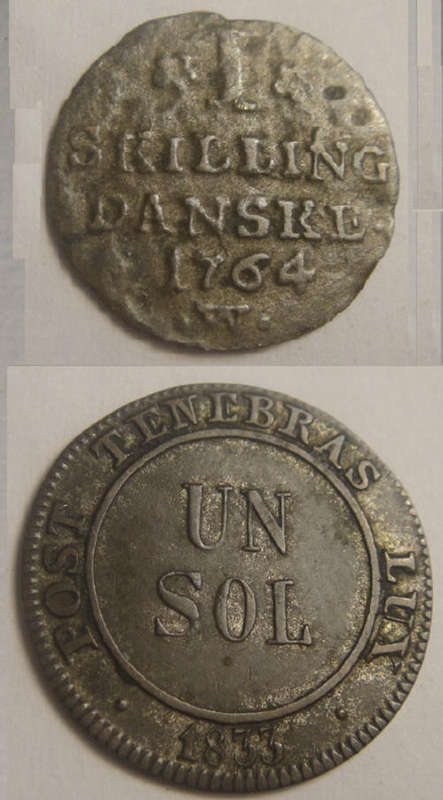 1
SKILLING
DANSKE.
1764
.W.
POST TENEBRAS LUX
UN
SOL
1833